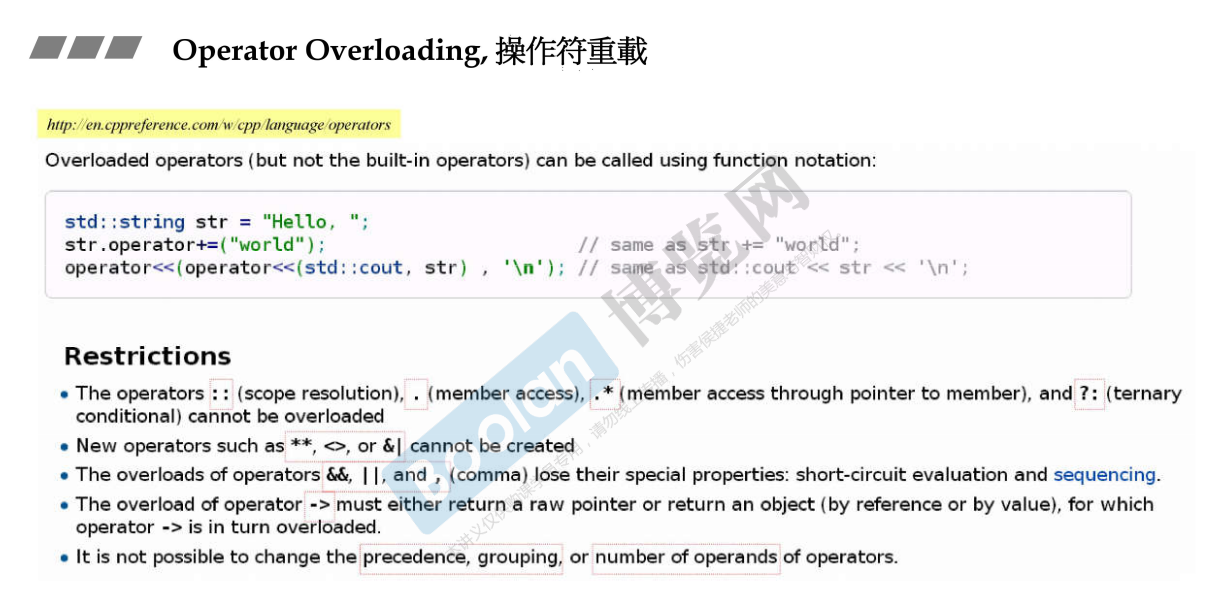 Operator Overloading, 操作符重載
http://en.cppreference.com/w/cpp/language/operators
Overloaded operators (but not the built-in operators) can be called using function notation:
std::string str = "Hello, ";
str.operator+=("world"); // same as str += "world";
operator<<(operator<<(std::cout, str) , '\n'); // same as std::cout << str << '\n';
Restrictions
• The operators :: (scope resolution), . (member access), .* (member access through pointer to member), and ?: (ternary
conditional) cannot be overloaded
• New operators such as **, <>, or &| cannot be created
• The overloads of operators &&, ||, and , (comma) lose their special properties: short-circuit evaluation and sequencing.
• The overload of operator -> must either return a raw pointer or return an object (by reference or by value), for which
operator -> is in turn overloaded.
• It is not possible to change the precedence, grouping, or number of operands of operators.
Boolan 博览网